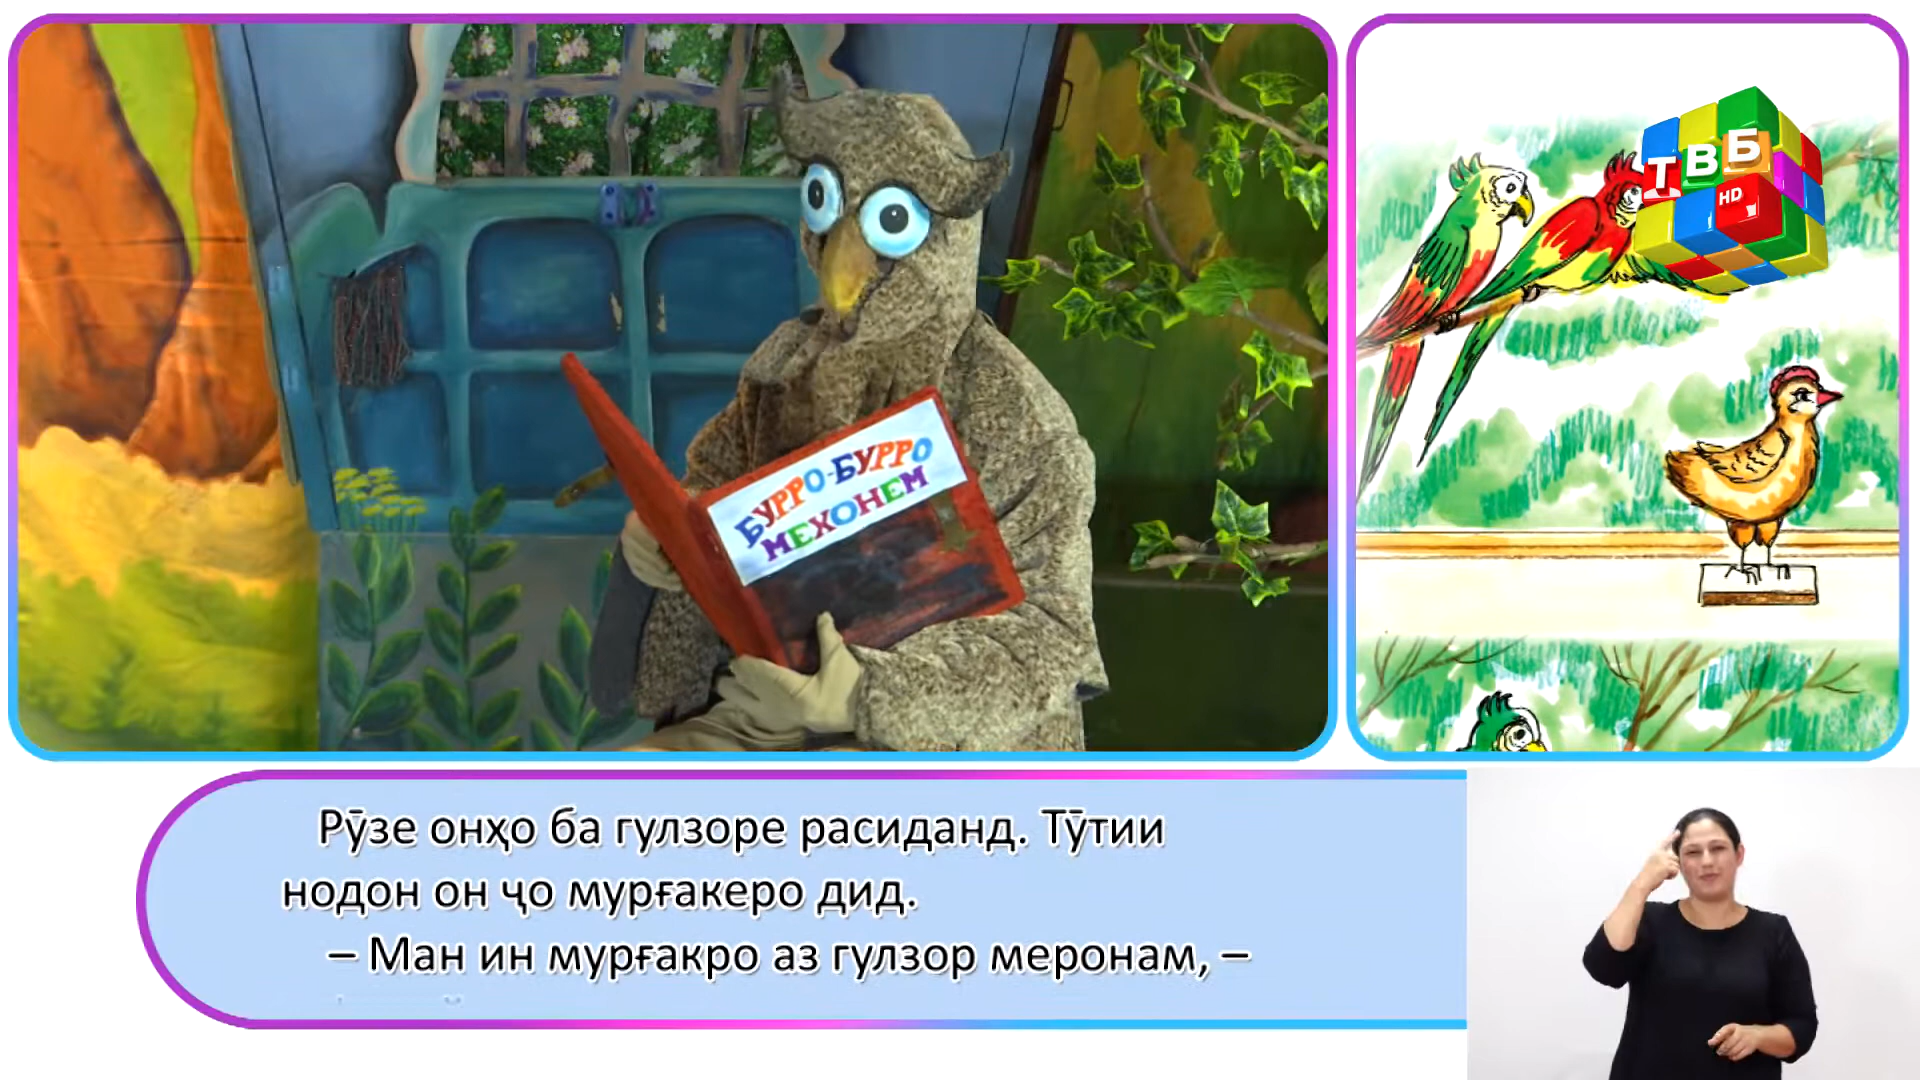 БУРРО-БУРРО
МЕХОНЕМ
ТВБ
HD
Рӯзе онҳо ба гулзоре расиданд. Тӯтии
нодон он ҷо мурғакеро дид.
– Ман ин мурғакро аз гулзор меронам, –